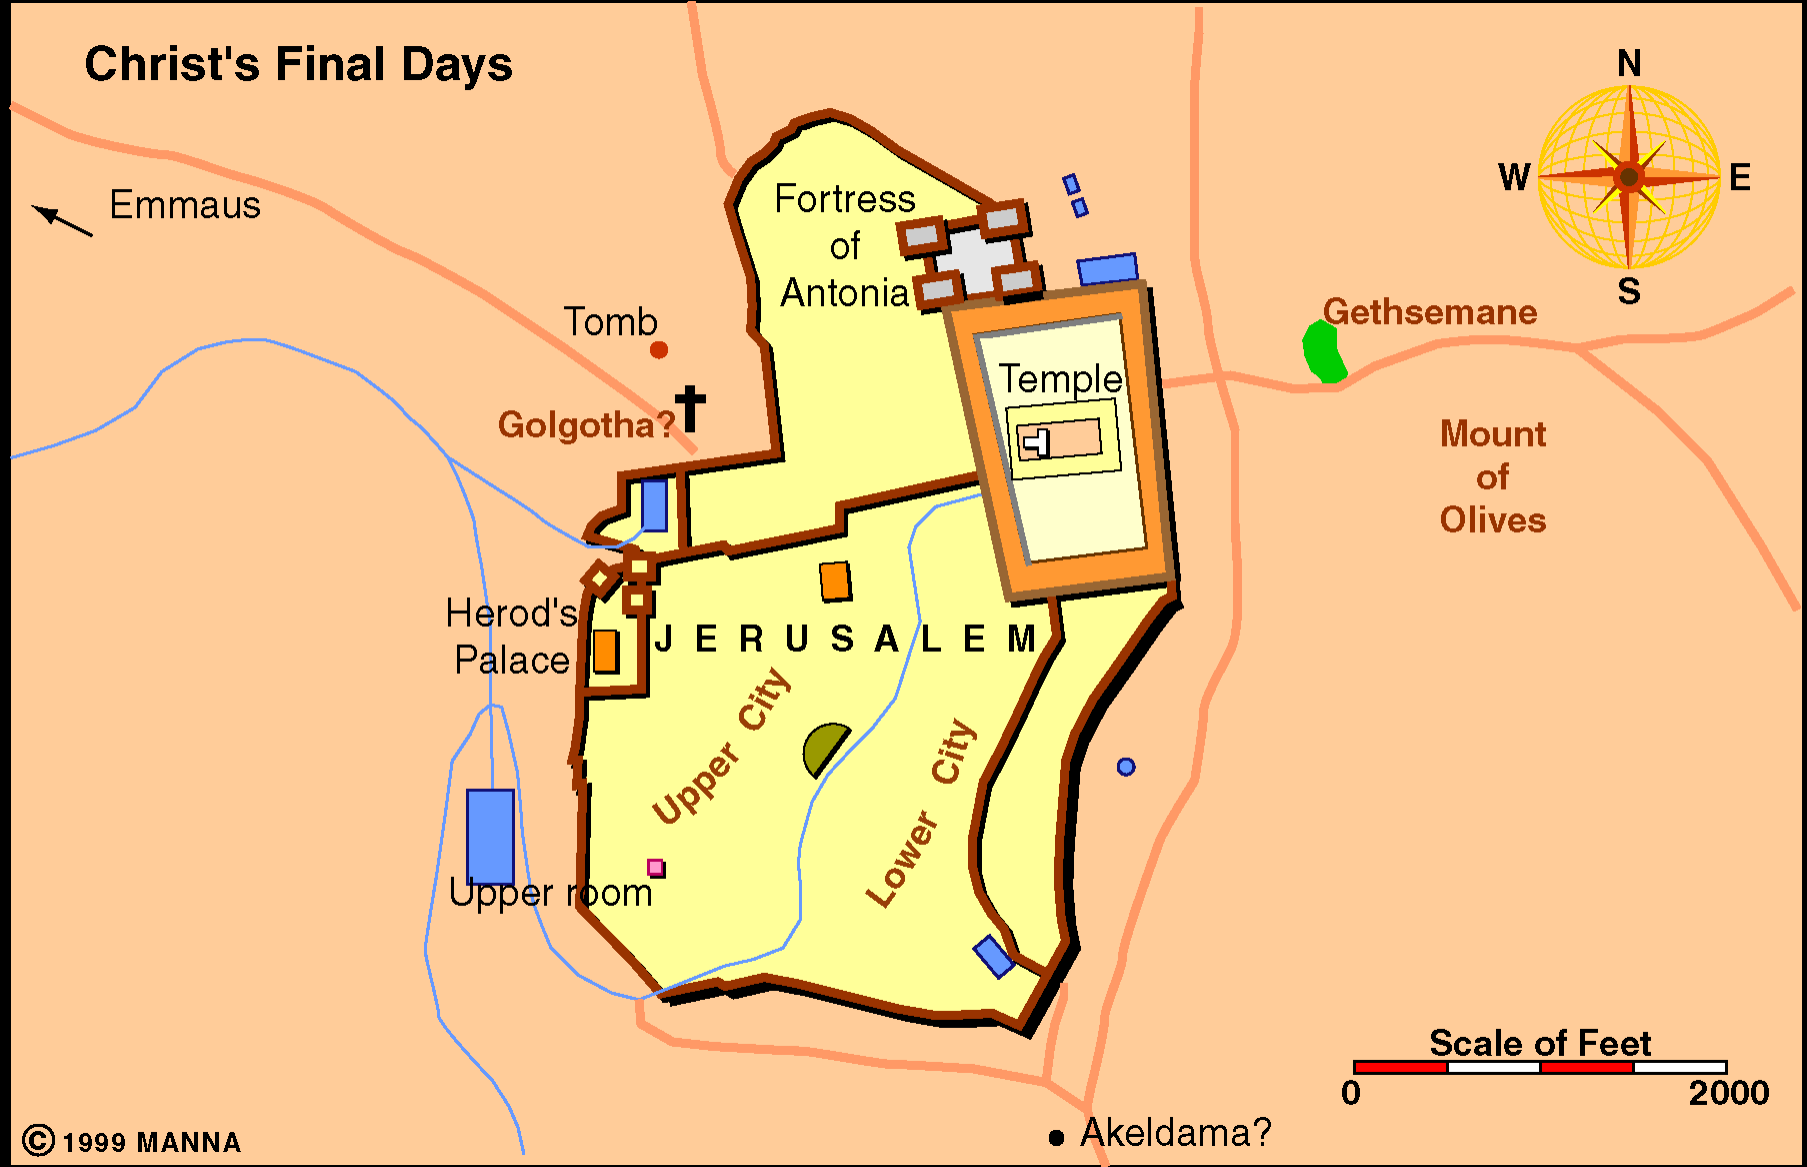 Christ's Final Days
N
W
E
S
Emmaus
Fortress
of
Antonia
Tomb
Gethsemane
Temple
Golgotha?
Mount
of
Olives
Herod's
Palace
JERUSALEM
Upper City
Lower City
Upper room
Scale of Feet
0 2000
Akeldama?
© 1999 MANNA